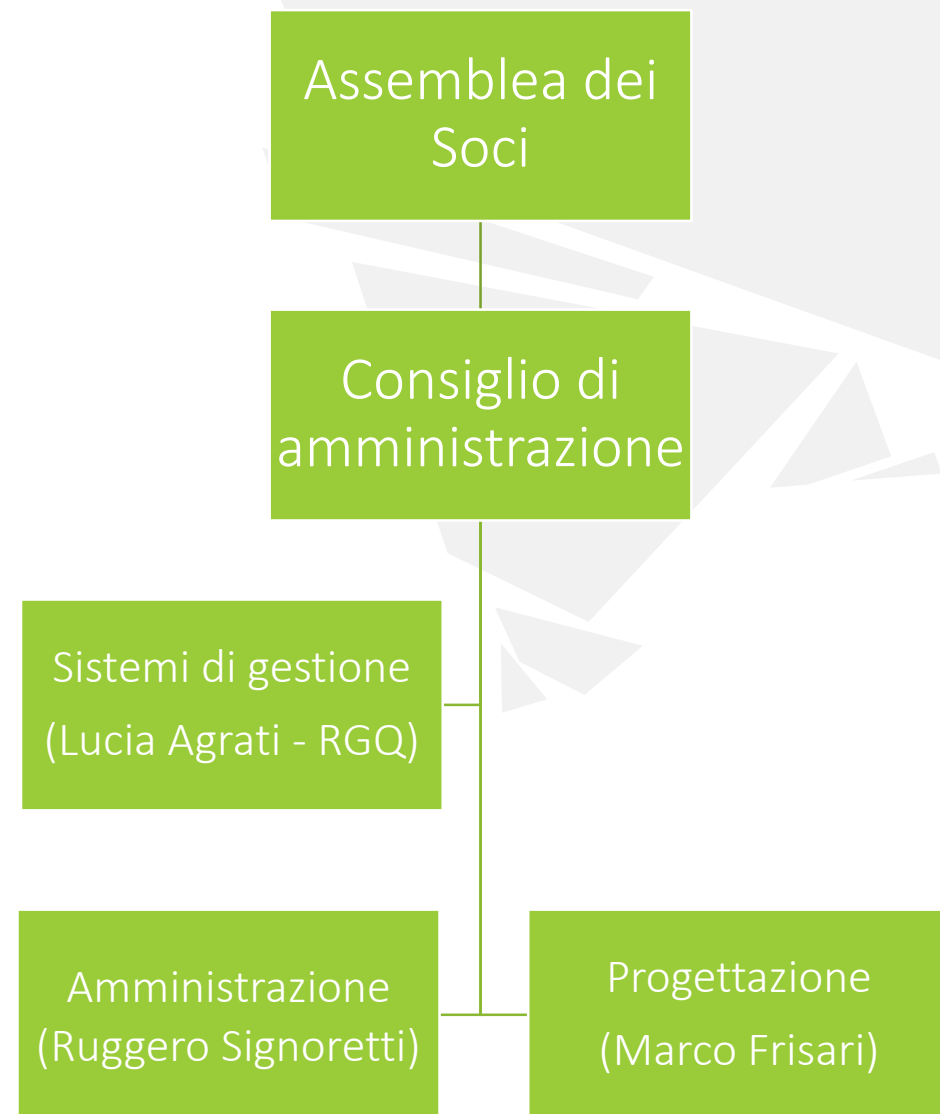 Assemblea dei
Soci
Consiglio di
amministrazione
Sistemi di gestione
(Lucia Agrati - RGQ)
Amministrazione
(Ruggero Signoretti)
Progettazione
(Marco Frisari)